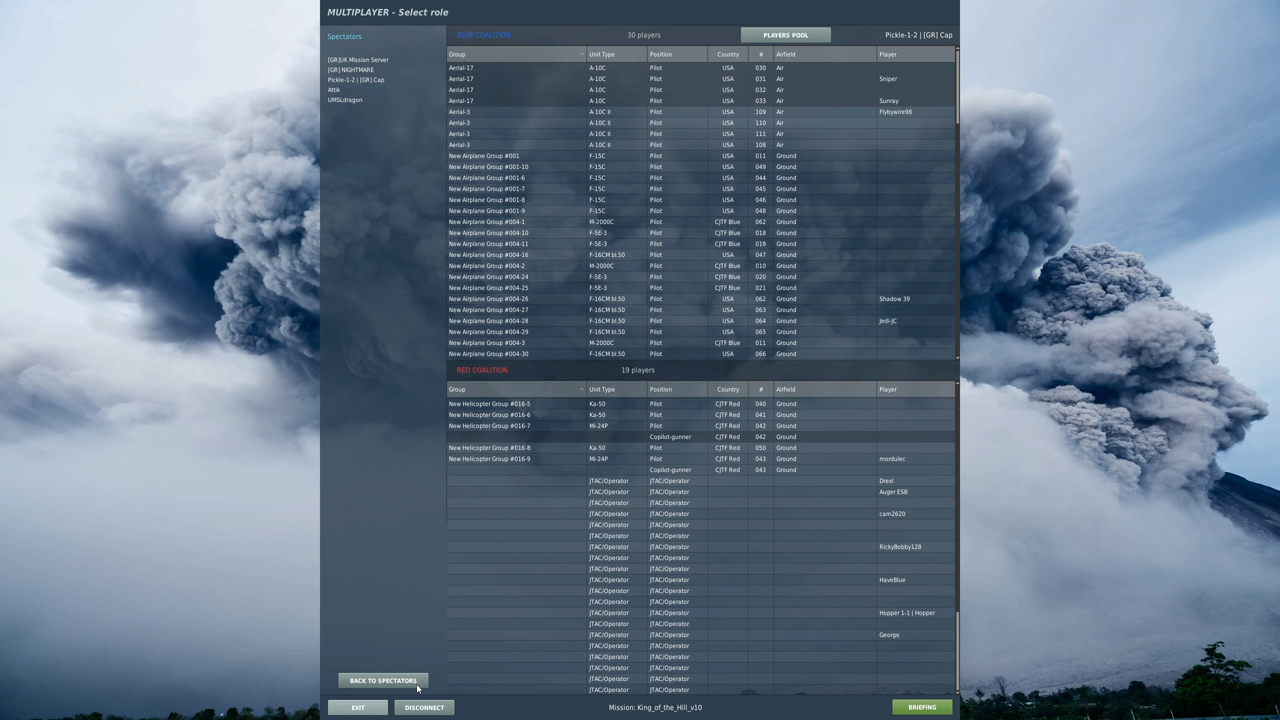 MULTIPLAYER - Select role
Spectators
[GR]UK Mission Server
[GR] NIGHTMARE
Pickle-1-2 | [GR] Cap
Attik
UMSLdragon
BLUE COALITION 30 players PLAYERS POOL Pickle-1-2 | [GR] Cap
Group Unit Type Position Country # Airfield Player
Aerial-17 A-10C Pilot USA 030 Air
Aerial-17 A-10C Pilot USA 031 Air Sniper
Aerial-17 A-10C Pilot USA 032 Air
Aerial-17 A-10C Pilot USA 033 Air Sunray
Aerial-3 A-10C II Pilot USA 109 Air Flybywire98
Aerial-3 A-10C II Pilot USA 110 Air
Aerial-3 A-10C II Pilot USA 111 Air
Aerial-3 A-10C II Pilot USA 108 Air
New Airplane Group #001 F-15C Pilot USA 011 Ground
New Airplane Group #001-10 F-15C Pilot USA 049 Ground
New Airplane Group #001-6 F-15C Pilot USA 044 Ground
New Airplane Group #001-7 F-15C Pilot USA 045 Ground
New Airplane Group #001-8 F-15C Pilot USA 046 Ground
New Airplane Group #001-9 F-15C Pilot USA 048 Ground
New Airplane Group #004-1 M-2000C Pilot CJTF Blue 062 Ground
New Airplane Group #004-10 F-5E-3 Pilot CJTF Blue 018 Ground
New Airplane Group #004-11 F-5E-3 Pilot CJTF Blue 019 Ground
New Airplane Group #004-16 F-16CM bl.50 Pilot USA 047 Ground
New Airplane Group #004-2 M-2000C Pilot CJTF Blue 010 Ground
New Airplane Group #004-24 F-5E-3 Pilot CJTF Blue 020 Ground
New Airplane Group #004-25 F-5E-3 Pilot CJTF Blue 021 Ground
New Airplane Group #004-26 F-16CM bl.50 Pilot USA 062 Ground Shadow 39
New Airplane Group #004-27 F-16CM bl.50 Pilot USA 063 Ground
New Airplane Group #004-28 F-16CM bl.50 Pilot USA 064 Ground Jedi-JC
New Airplane Group #004-29 F-16CM bl.50 Pilot USA 065 Ground
New Airplane Group #004-3 M-2000C Pilot CJTF Blue 011 Ground
New Airplane Group #004-30 F-16CM bl.50 Pilot USA 066 Ground
RED COALITION 19 players
Group Unit Type Position Country # Airfield Player
New Helicopter Group #016-5 Ka-50 Pilot CJTF Red 040 Ground
New Helicopter Group #016-6 Ka-50 Pilot CJTF Red 041 Ground
New Helicopter Group #016-7 Mi-24P Pilot CJTF Red 042 Ground
Copilot-gunner CJTF Red 042 Ground
New Helicopter Group #016-8 Ka-50 Pilot CJTF Red 050 Ground
New Helicopter Group #016-9 Mi-24P Pilot CJTF Red 043 Ground mordulec
Copilot-gunner CJTF Red 043 Ground
JTAC/Operator JTAC/Operator Drexl
JTAC/Operator JTAC/Operator Auger ESB
JTAC/Operator JTAC/Operator
JTAC/Operator JTAC/Operator cam2620
JTAC/Operator JTAC/Operator
JTAC/Operator JTAC/Operator
JTAC/Operator JTAC/Operator RickyBobby128
JTAC/Operator JTAC/Operator
JTAC/Operator JTAC/Operator
JTAC/Operator JTAC/Operator HaveBlue
JTAC/Operator JTAC/Operator
JTAC/Operator JTAC/Operator
JTAC/Operator JTAC/Operator Hopper 1-1 | Hopper
JTAC/Operator JTAC/Operator
JTAC/Operator JTAC/Operator George
JTAC/Operator JTAC/Operator
JTAC/Operator JTAC/Operator
JTAC/Operator JTAC/Operator
JTAC/Operator JTAC/Operator
JTAC/Operator JTAC/Operator
BACK TO SPECTATORS
EXIT DISCONNECT Mission: King_of_the_Hill_v10 BRIEFING